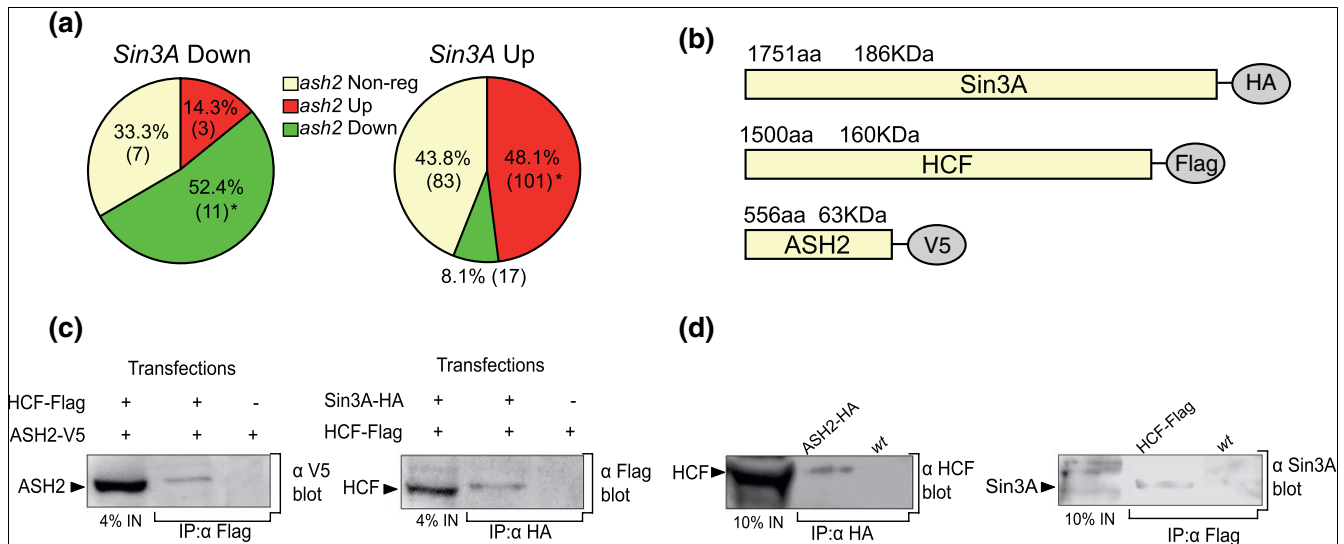 (a)
Sin3A Down
Sin3A Up
ash2 Non-reg
ash2 Up
ash2 Down
33.3%
(7)
14.3%
(3)
52.4%
(11)*
43.8%
(83)
48.1%
(101)*
8.1% (17)
(b)
1751aa 186KDa
Sin3A
HA
1500aa 160KDa
HCF
Flag
556aa 63KDa
ASH2
V5
(c)
Transfections
HCF-Flag + + -
ASH2-V5 + + +
ASH2
α V5
blot
4% IN
IP:α Flag
Transfections
Sin3A-HA + + -
HCF-Flag + + +
HCF
α Flag
blot
4% IN
IP:α HA
(d)
ASH2-HA
wt
HCF
α HCF
blot
10% IN
IP:α HA
HCF-Flag
wt
Sin3A
α Sin3A
blot
10% IN
IP:α Flag